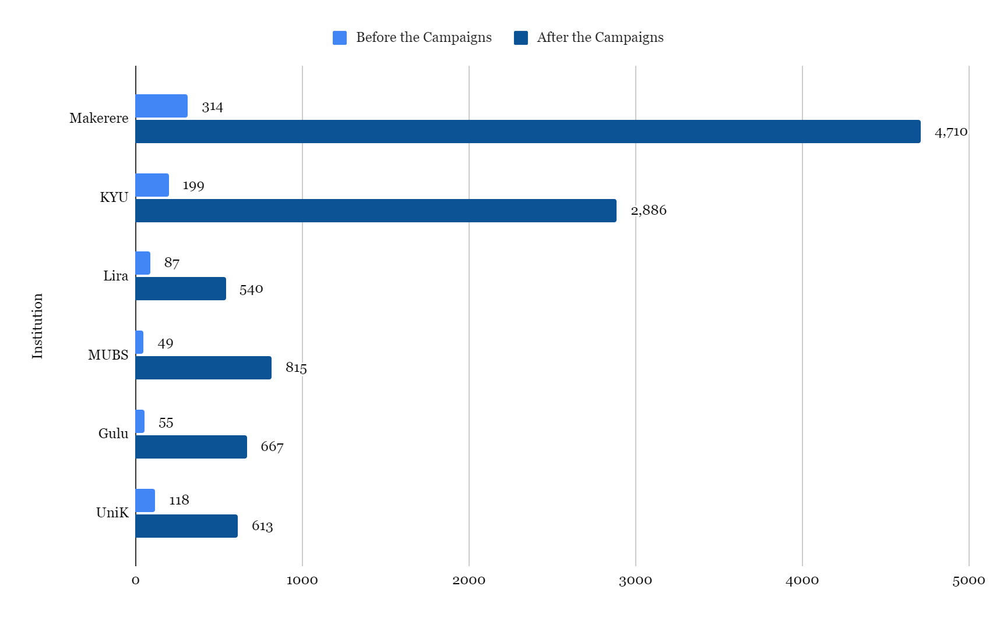 Before the Campaigns
After the Campaigns
Institution
Makerere
314
4,710
KYU
199
2,886
Lira
87
540
MUBS
49
815
Gulu
55
667
UniK
118
613
0
1000
2000
3000
4000
5000